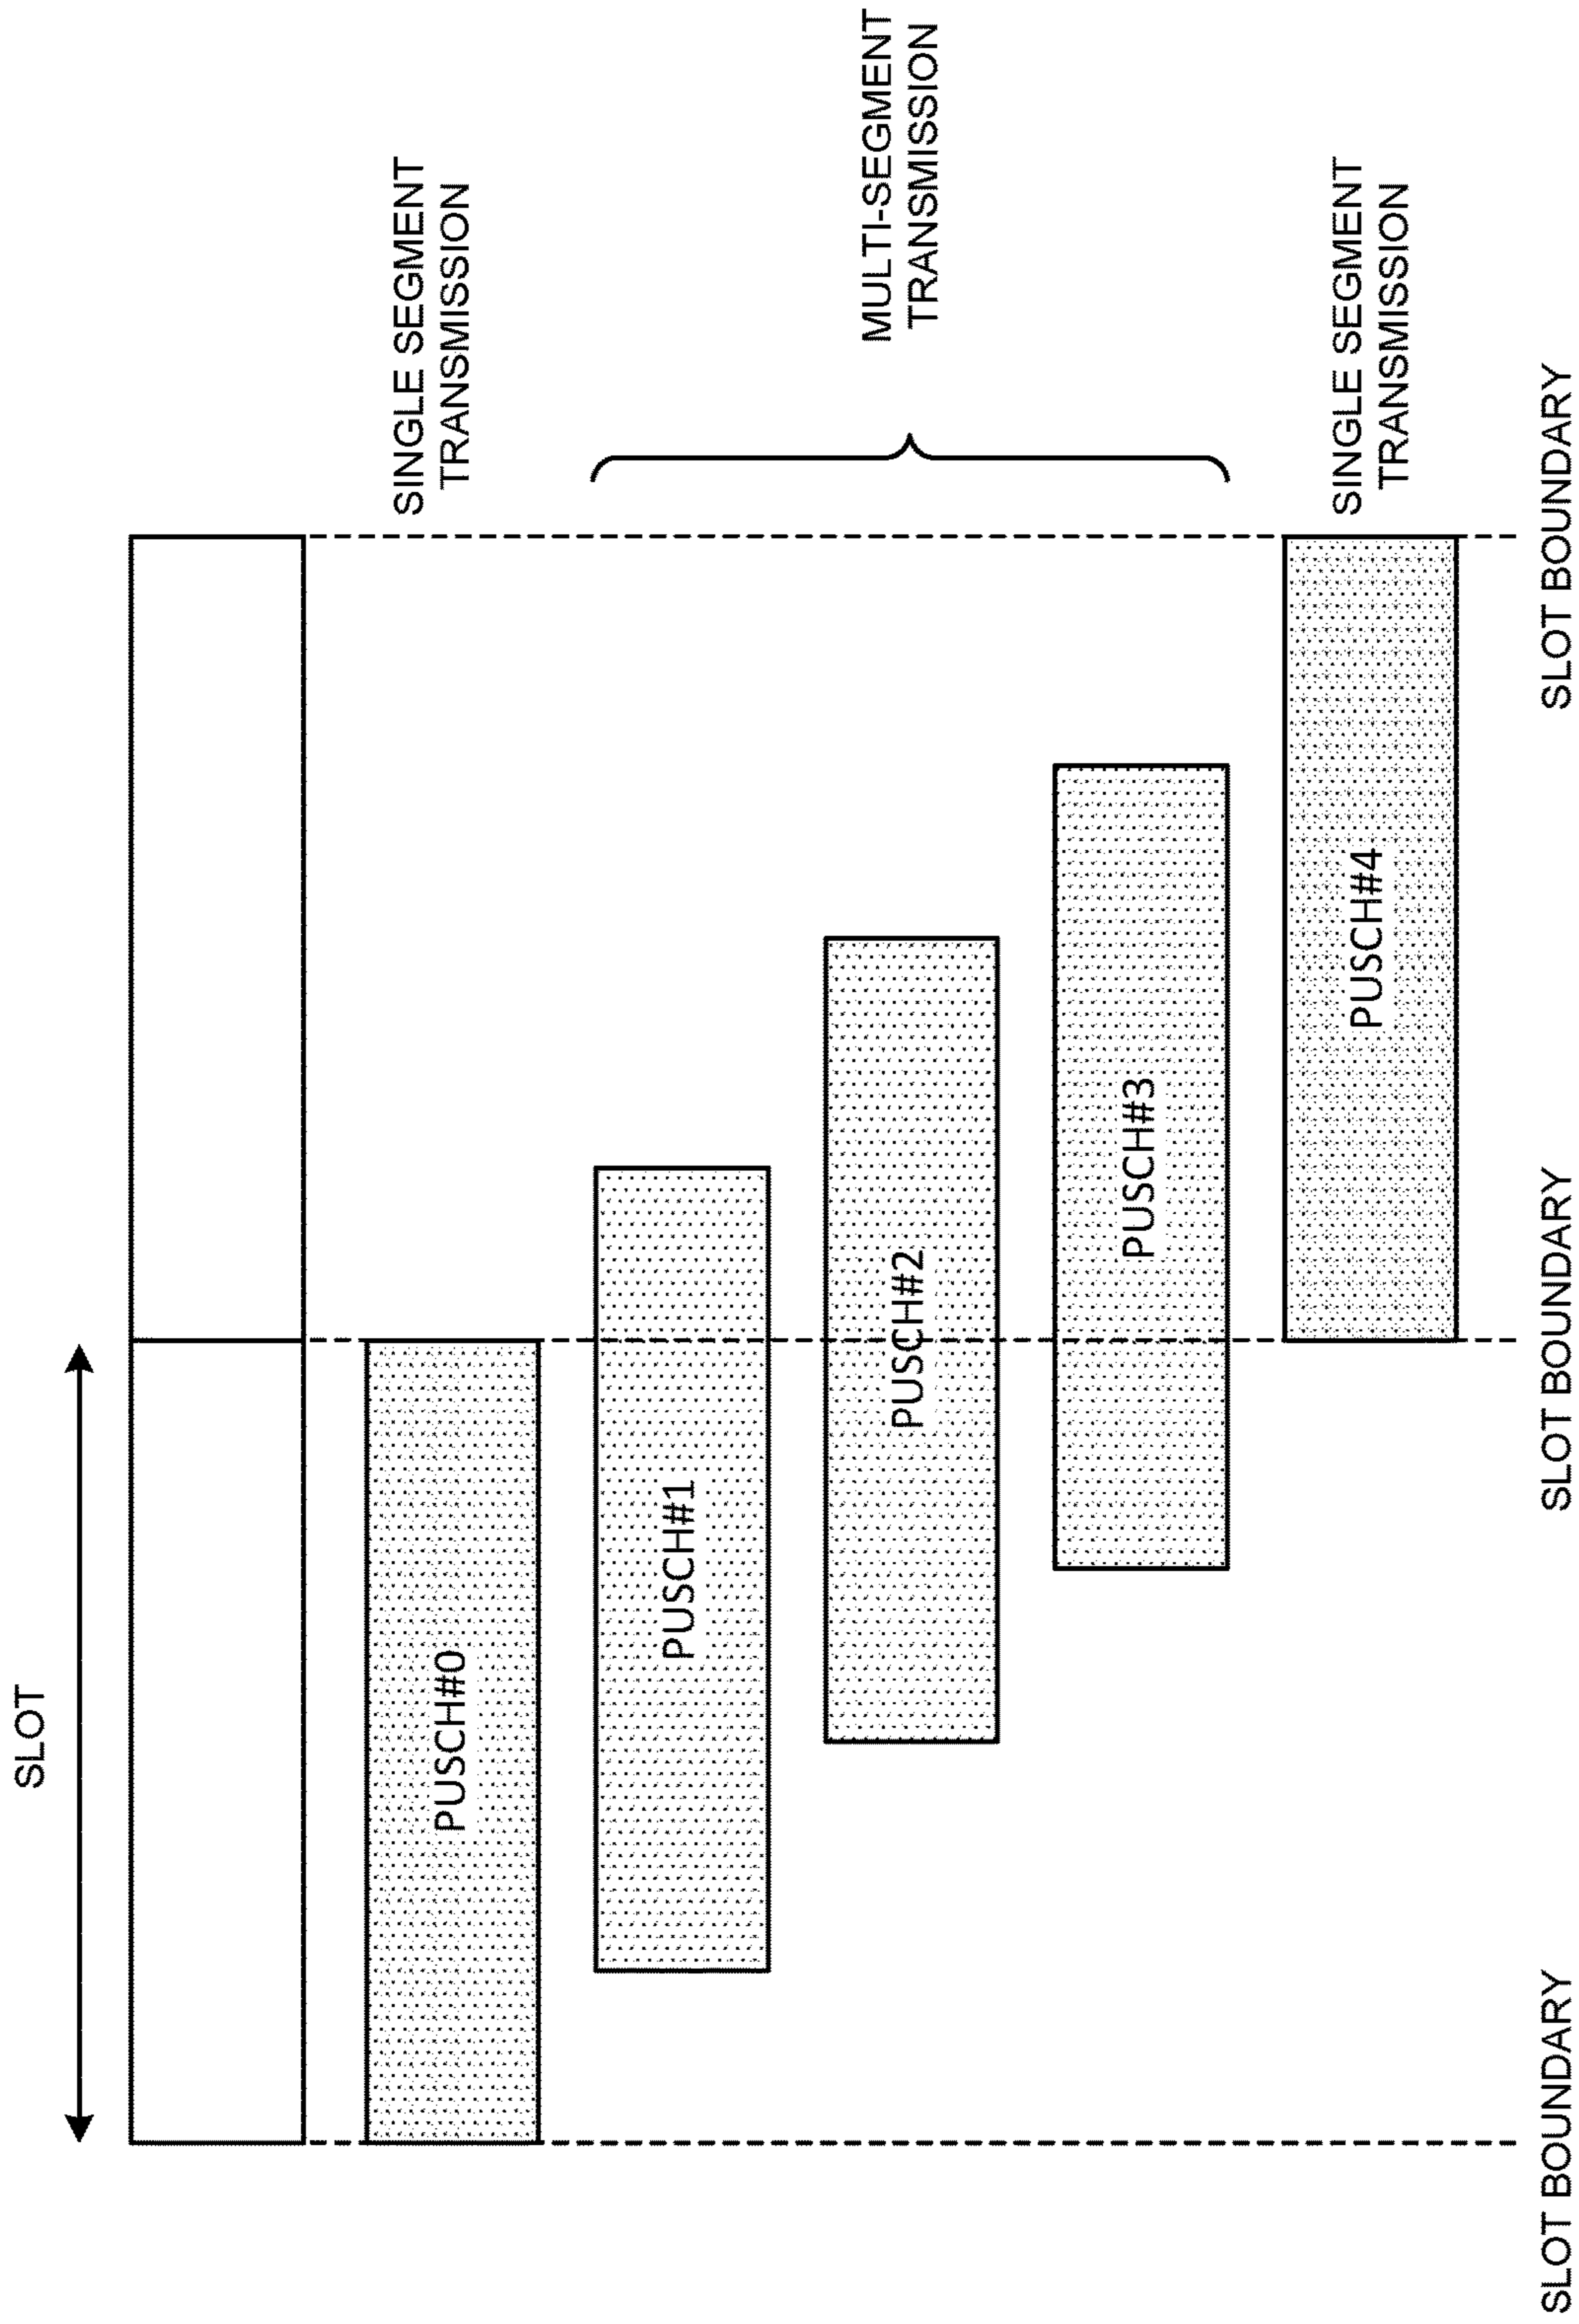 SLOT
PUSCH#0
SINGLE SEGMENT
TRANSMISSION
PUSCH#1
PUSCH#2
MULTI-SEGMENT
TRANSMISSION
PUSCH#3
PUSCH#4
SINGLE SEGMENT
TRANSMISSION
SLOT BOUNDARY
SLOT BOUNDARY
SLOT BOUNDARY